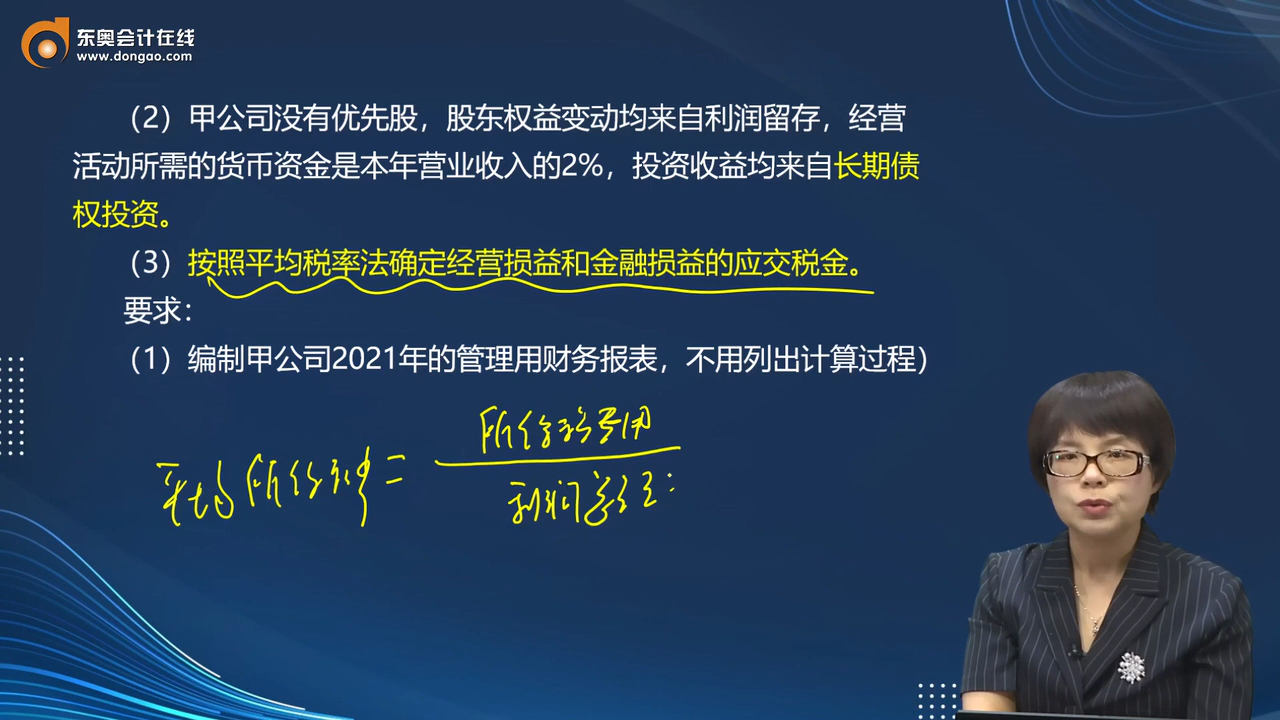 东奥会计在线
www.dongao.com
（2）甲公司没有优先股，股东权益变动均来自利润留存，经营
活动所需的货币资金是本年营业收入的2%，投资收益均来自长期债
权投资。
（3）按照平均税率法确定经营损益和金融损益的应交税金。
要求：
（1）编制甲公司2021年的管理用财务报表，不用列出计算过程）
所得税费用
平均所得税率=
利润总额